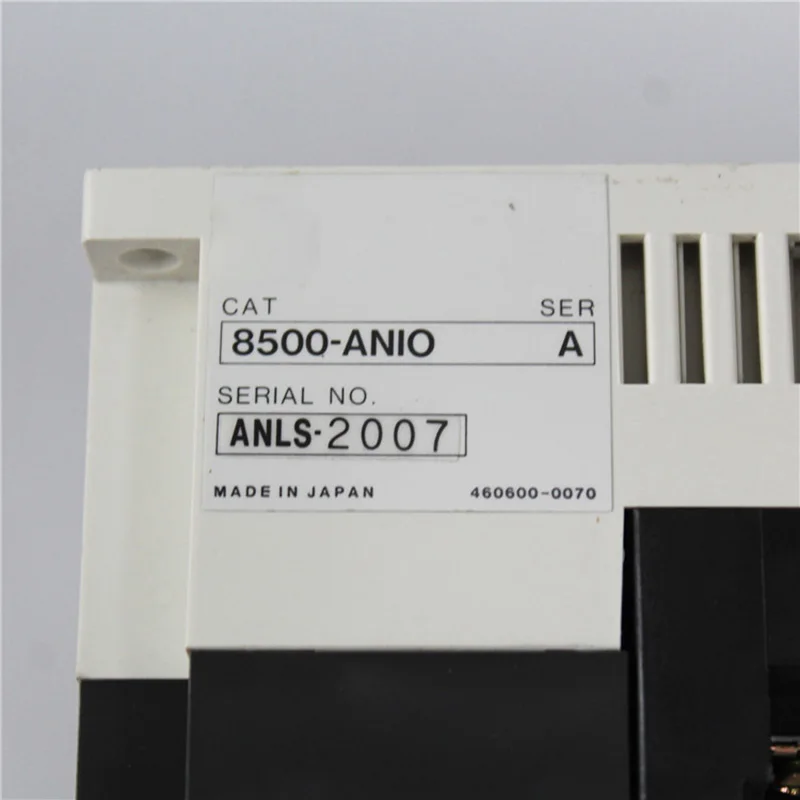 CAT SER
8500-ANIO A
SERIAL NO.
ANLS-2007
MADE IN JAPAN 460600-0070